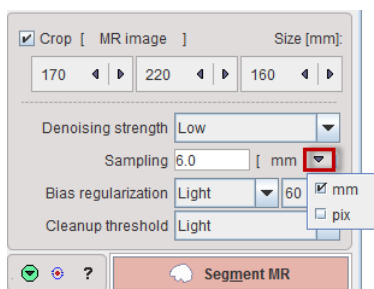 Crop [ MR image ] Size [mm]:
170 220 160
Denoising strength Low
Sampling 6.0 [ mm
mm
Bias regularization Light 60
pix
Cleanup threshold Light
? Segment MR